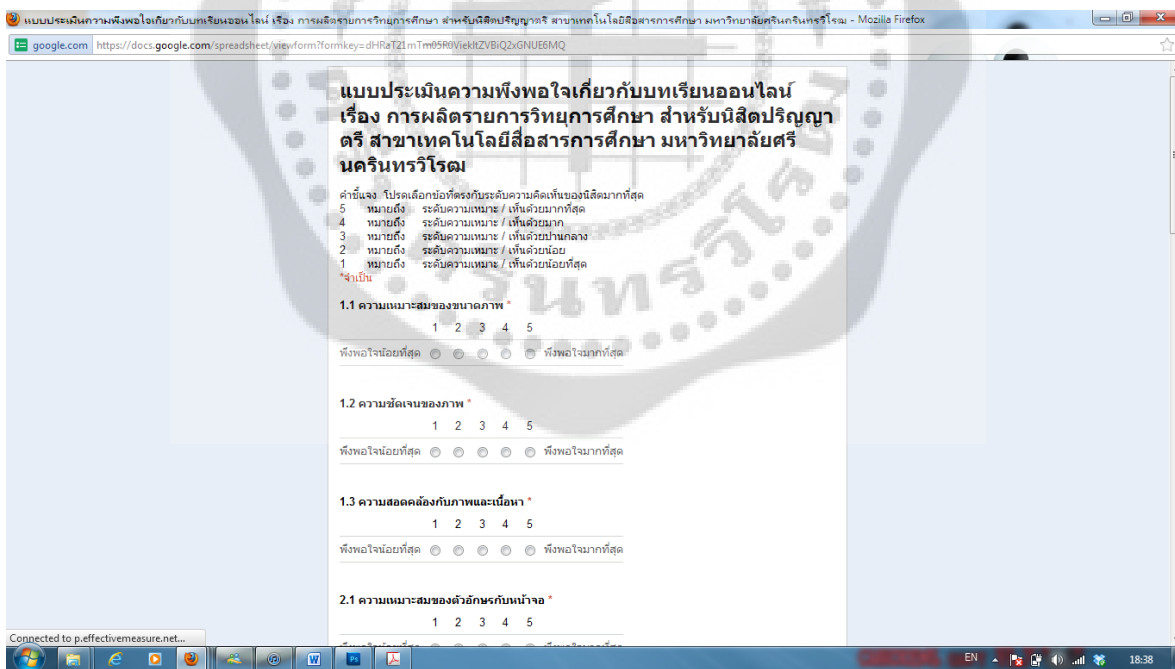 แบบประเมินความพึงพอใจเกี่ยวกับบทเรียนออนไลน์ เรื่อง การผลิตรายการวิทยุการศึกษา สำหรับนิสิตปริญญาตรี สาขาเทคโนโลยีสื่อสารการศึกษา มหาวิทยาลัยศรีนครินทรวิโรฒ - Mozilla Firefox
google.com https://docs.google.com/spreadsheet/viewform?formkey=
แบบประเมินความพึงพอใจเกี่ยวกับบทเรียนออนไลน์
เรื่อง การผลิตรายการวิทยุการศึกษา สำหรับนิสิตปริญญา
ตรี สาขาเทคโนโลยีสื่อสารการศึกษา มหาวิทยาลัยศรี
นครินทรวิโรฒ
คำชี้แจง โปรดเลือกข้อที่ตรงกับระดับความคิดเห็นของนิสิตมากที่สุด
5 หมายถึง ระดับความเหมาะ / เห็นด้วยมากที่สุด
4 หมายถึง ระดับความเหมาะ / เห็นด้วยมาก
3 หมายถึง ระดับความเหมาะ / เห็นด้วยปานกลาง
2 หมายถึง ระดับความเหมาะ / เห็นด้วยน้อย
1 หมายถึง ระดับความเหมาะ / เห็นด้วยน้อยที่สุด
*จำเป็น
1.1 ความเหมาะสมของขนาดภาพ *
1 2 3 4 5
พึงพอใจน้อยที่สุด พึงพอใจมากที่สุด
1.2 ความชัดเจนของภาพ *
1 2 3 4 5
พึงพอใจน้อยที่สุด พึงพอใจมากที่สุด
1.3 ความสอดคล้องกับภาพและเนื้อหา *
1 2 3 4 5
พึงพอใจน้อยที่สุด พึงพอใจมากที่สุด
2.1 ความเหมาะสมของตัวอักษรกับหน้าจอ *
1 2 3 4 5
Connected to p.effectivemeasure.net...
EN 18:38